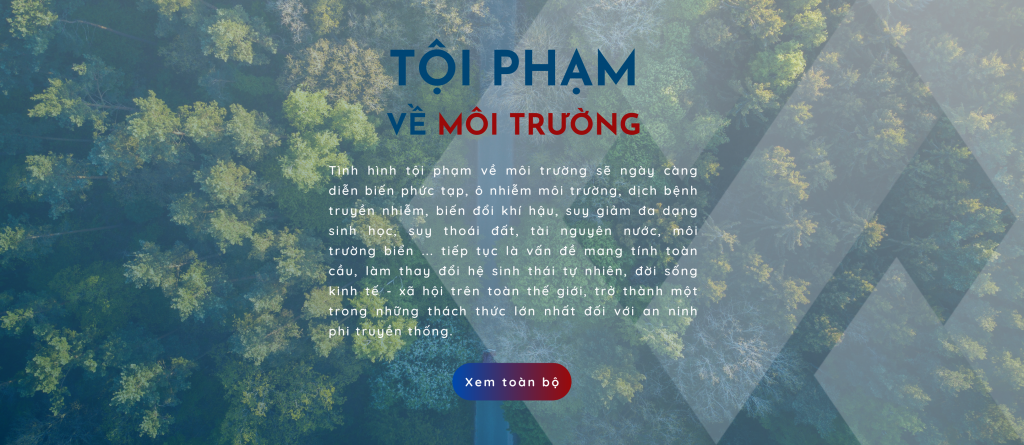 TỘI PHẠM
VỀ MÔI TRƯỜNG
Tình hình tội phạm về môi trường sẽ ngày càng
diễn biến phức tạp, ô nhiễm môi trường, dịch bệnh
truyền nhiễm, biến đổi khí hậu, suy giảm đa dạng
sinh học, suy thoái đất, tài nguyên nước, môi
trường biển ... tiếp tục là vấn đề mang tính toàn
cầu, làm thay đổi hệ sinh thái tự nhiên, đời sống
kinh tế - xã hội trên toàn thế giới, trở thành một
trong những thách thức lớn nhất đối với an ninh
phi truyền thống.
Xem toàn bộ